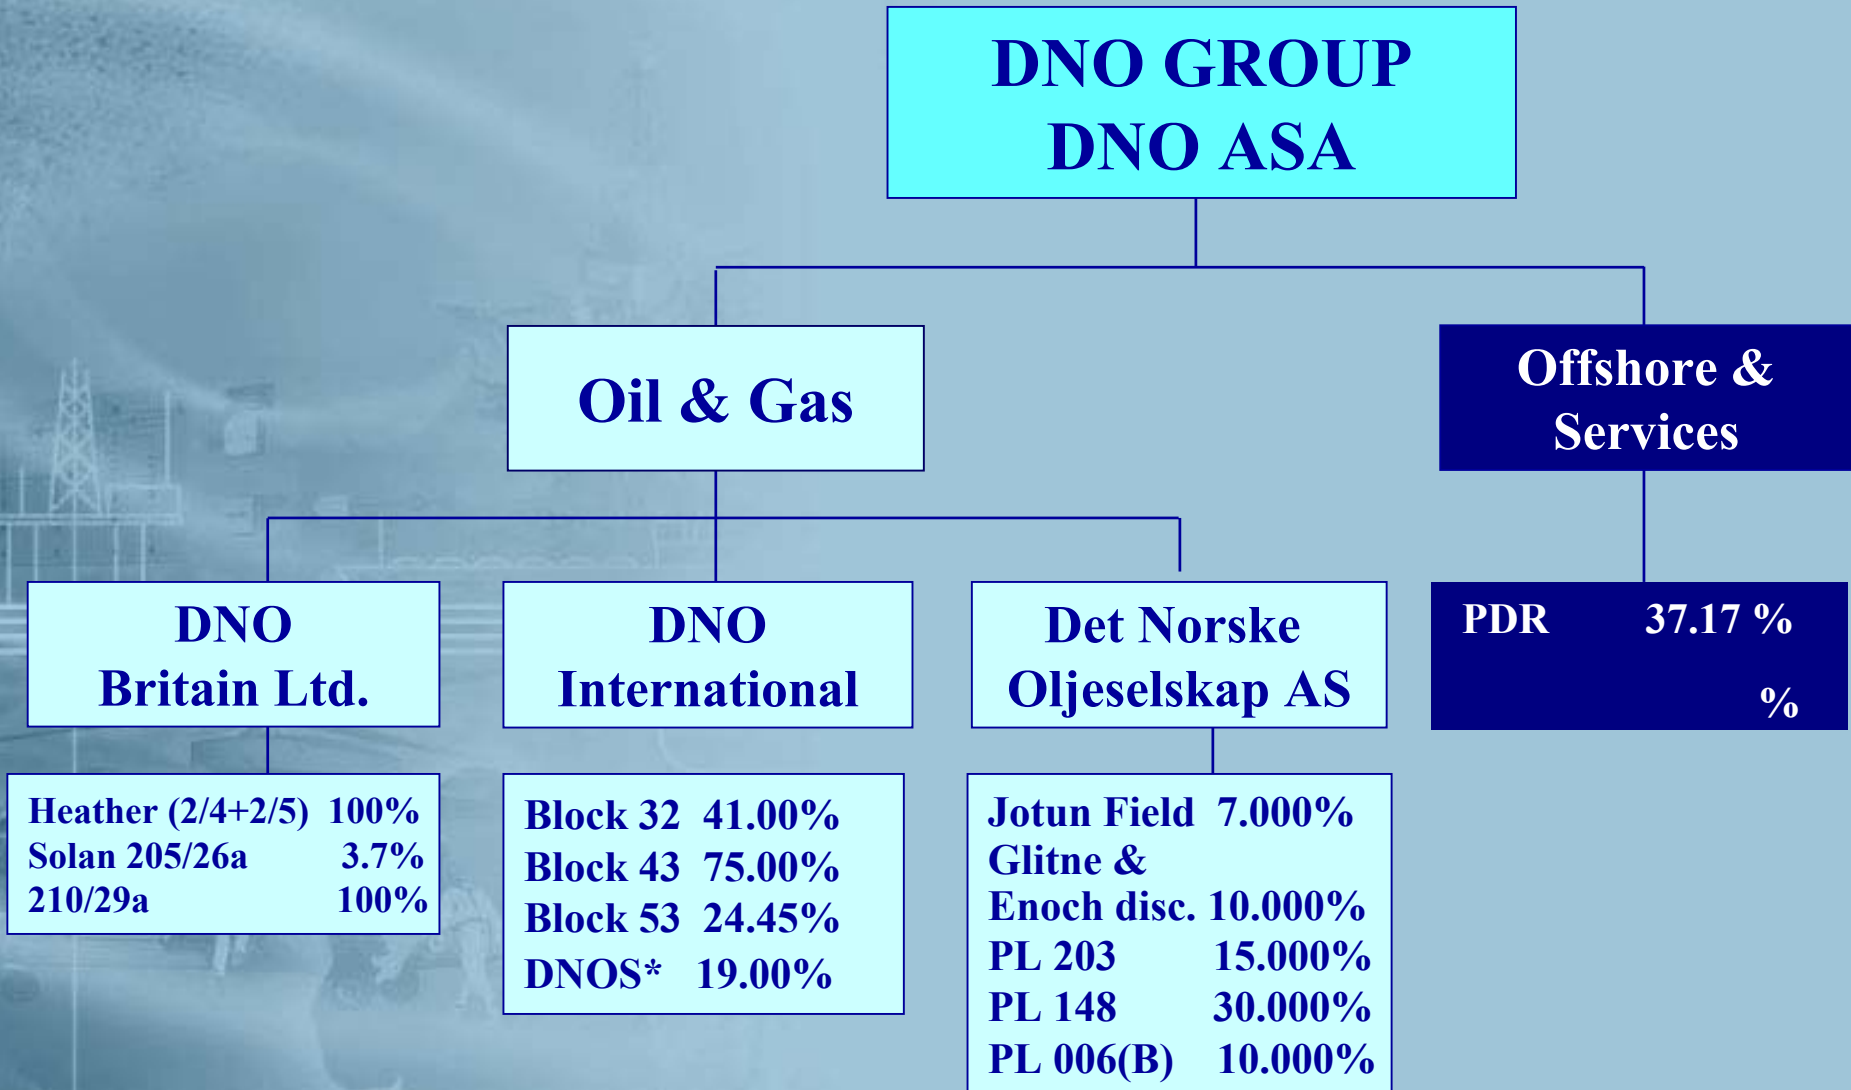 DNO GROUP
DNO ASA
Oil & Gas
Offshore &
Services
DNO
Britain Ltd.
DNO
International
Det Norske
Oljeselskap AS
PDR 37.17 %
%
Heather (2/4+2/5) 100%
Solan 205/26a 3.7%
210/29a 100%
Block 32 41.00%
Block 43 75.00%
Block 53 24.45%
DNOS* 19.00%
Jotun Field 7.000%
Glitne &
Enoch disc. 10.000%
PL 203 15.000%
PL 148 30.000%
PL 006(B) 10.000%